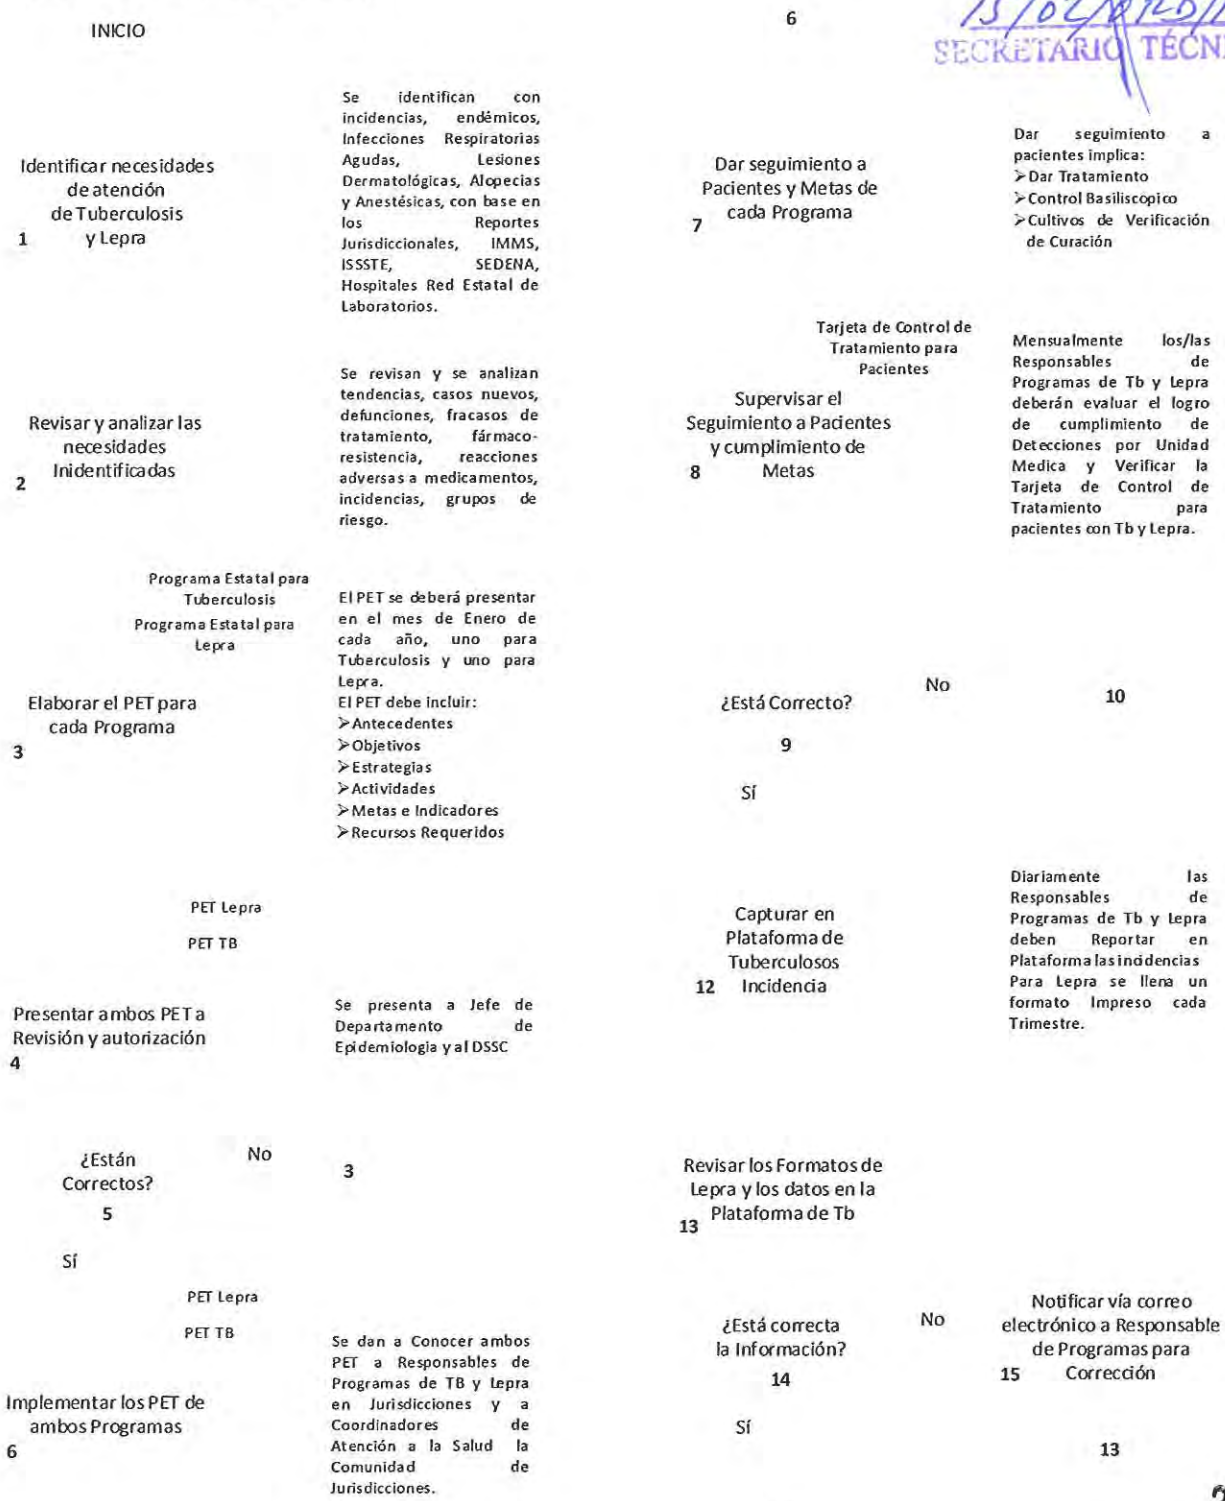 INICIO
Identificar necesidades
de atención
de Tuberculosis
1 y Lepra
Se identifican con
incidencias, endémicos,
Infecciones Respiratorias
Agudas, Lesiones
Dermatológicas, Alopecias
y Anestésicas, con base en
los Reportes
Jurisdiccionales, IMMS,
ISSSTE, SEDENA,
Hospitales Red Estatal de
Laboratorios.
Revisar y analizar las
necesidades
2 Inidentificadas
Se revisan y se analizan
tendencias, casos nuevos,
defunciones, fracasos de
tratamiento, fármaco-
resistencia, reacciones
adversas a medicamentos,
incidencias, grupos de
riesgo.
Programa Estatal para
Tuberculosis
Programa Estatal para
Lepra
Elaborar el PET para
cada Programa
3
El PET se deberá presentar
en el mes de Enero de
cada año, uno para
Tuberculosis y uno para
Lepra.
El PET debe incluir:
➢Antecedentes
➢Objetivos
➢Estrategias
➢Actividades
➢Metas e Indicadores
➢Recursos Requeridos
PET Lepra
PET TB
Presentar ambos PET a
Revisión y autorización
4
Se presenta a Jefe de
Departamento de
Epidemiologia y al DSSC
¿Están
Correctos?
5
No
3
Sí
PET Lepra
PET TB
Implementar los PET de
ambos Programas
6
Se dan a Conocer ambos
PET a Responsables de
Programas de TB y Lepra
en Jurisdicciones y a
Coordinadores de
Atención a la Salud la
Comunidad de
Jurisdicciones.
6
SECRETARIO TÉCN
Dar seguimiento a
Pacientes y Metas de
7 cada Programa
Dar seguimiento a
pacientes implica:
➢Dar Tratamiento
➢Control Basiliscopico
➢Cultivos de Verificación
de Curación
Tarjeta de Control de
Tratamiento para
Pacientes
Supervisar el
Seguimiento a Pacientes
y cumplimiento de
8 Metas
Mensualmente los/las
Responsables de
Programas de Tb y Lepra
deberán evaluar el logro
de cumplimiento de
Detecciones por Unidad
Medica y Verificar la
Tarjeta de Control de
Tratamiento para
pacientes con Tb y Lepra.
¿Está Correcto?
9
No
10
Sí
Capturar en
Plataforma de
Tuberculosos
12 Incidencia
Diariamente las
Responsables de
Programas de Tb y Lepra
deben Reportar en
Plataforma las incidencias
Para Lepra se llena un
formato Impreso cada
Trimestre.
Revisar los Formatos de
Lepra y los datos en la
13 Plataforma de Tb
¿Está correcta
la Información?
14
No
Notificar vía correo
electrónico a Responsable
de Programas para
15 Corrección
Sí
13